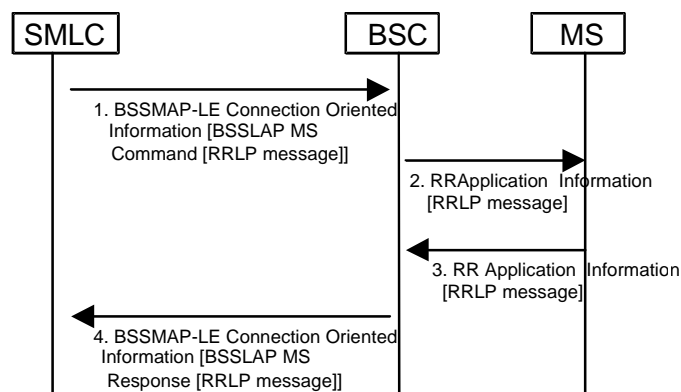 SMLC
BSC
MS
1. BSSMAP-LE Connection Oriented
Information [BSSLAP MS
Command [RRLP message]]
2. RRApplication Information
[RRLP message]
3. RR Application Information
[RRLP message]
4. BSSMAP-LE Connection Oriented
Information [BSSLAP MS
Response [RRLP message]]